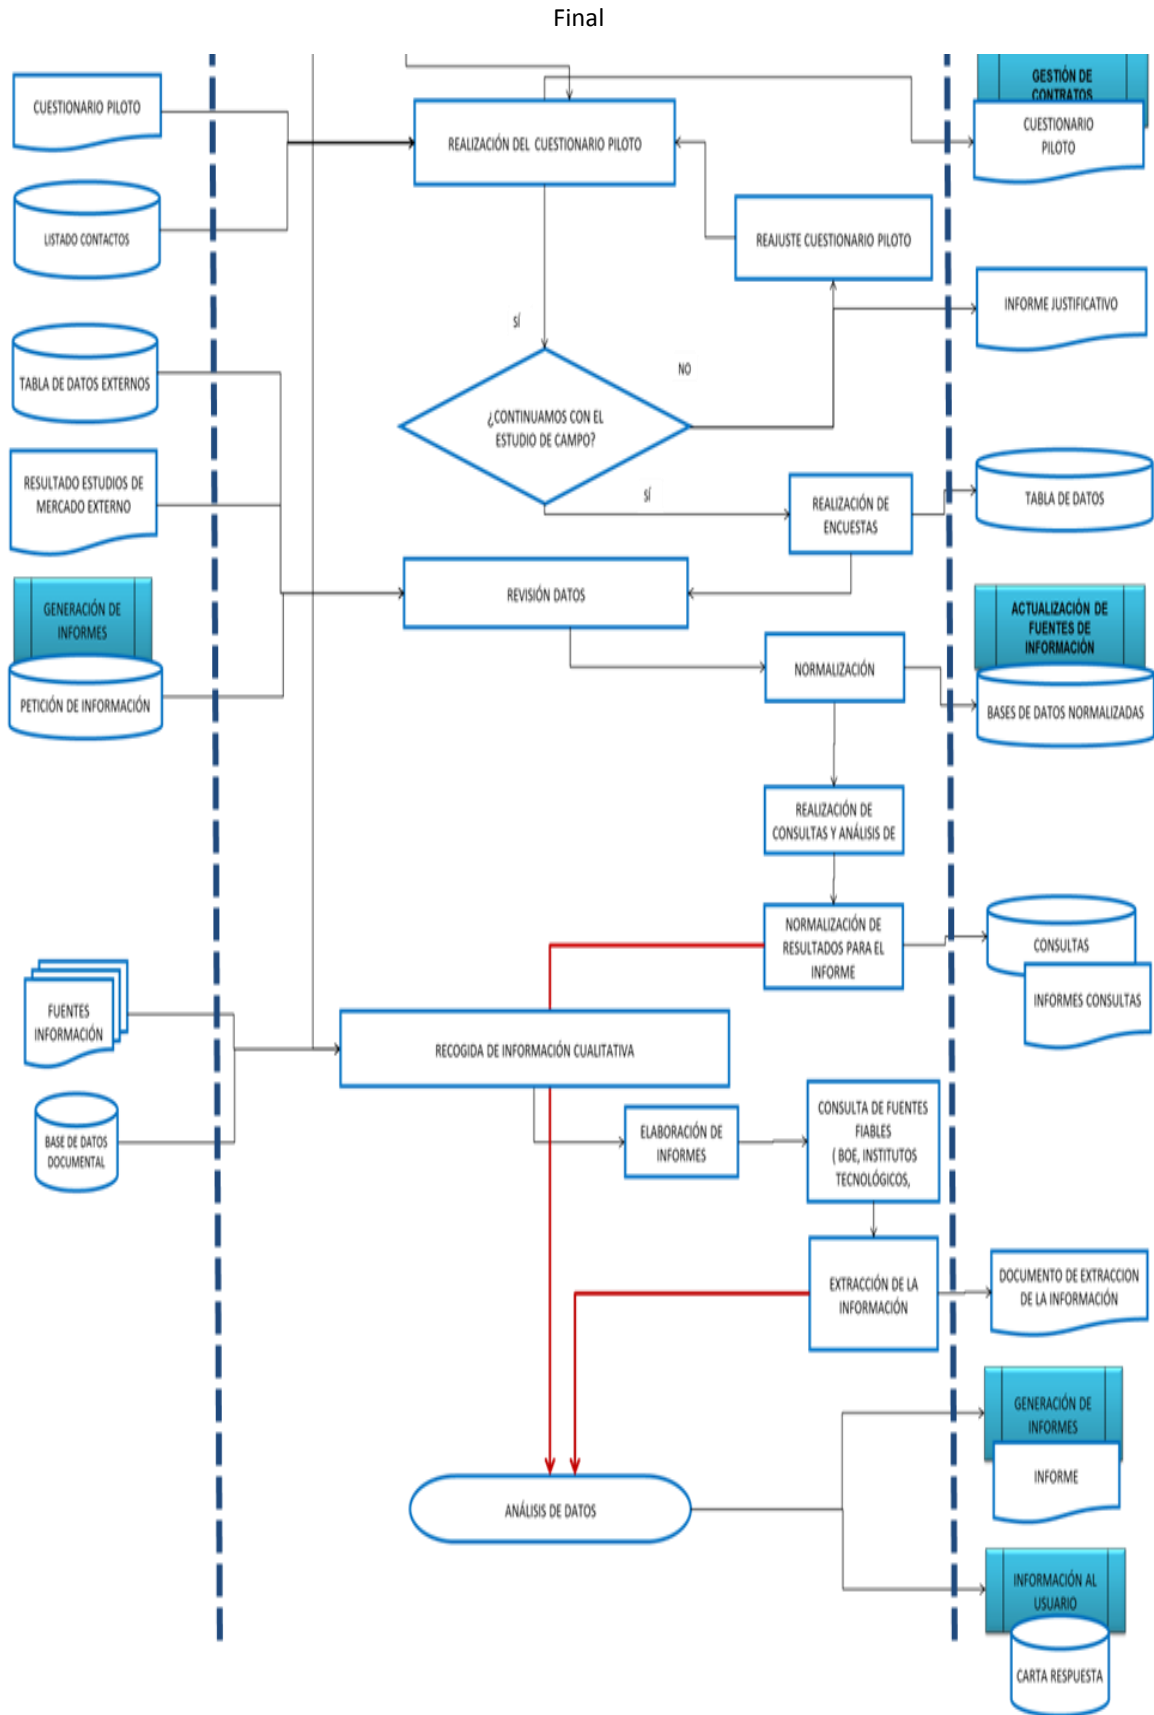 Final
GESTIÓN DE
CONTRATOS
CUESTIONARIO PILOTO
CUESTIONARIO
PILOTO
REALIZACIÓN DEL CUESTIONARIO PILOTO
LISTADO CONTACTOS
REAJUSTE CUESTIONARIO PILOTO
INFORME JUSTIFICATIVO
SÍ
TABLA DE DATOS EXTERNOS
NO
¿CONTINUAMOS CON EL
ESTUDIO DE CAMPO?
RESULTADO ESTUDIOS DE
MERCADO EXTERNO
SÍ
REALIZACIÓN DE
ENCUESTAS
TABLA DE DATOS
REVISIÓN DATOS
GENERACIÓN DE
INFORMES
ACTUALIZACIÓN DE
FUENTES DE
INFORMACIÓN
NORMALIZACIÓN
PETICIÓN DE INFORMACIÓN
BASES DE DATOS NORMALIZADAS
REALIZACIÓN DE
CONSULTAS Y ANÁLISIS DE
NORMALIZACIÓN DE
RESULTADOS PARA EL
INFORME
CONSULTAS
INFORMES CONSULTAS
FUENTES
INFORMACIÓN
RECOGIDA DE INFORMACIÓN CUALITATIVA
BASE DE DATOS
DOCUMENTAL
ELABORACIÓN DE
INFORMES
CONSULTA DE FUENTES
FIABLES
( BOE, INSTITUTOS
TECNOLÓGICOS,
EXTRACCIÓN DE LA
INFORMACIÓN
DOCUMENTO DE EXTRACCION
DE LA INFORMACIÓN
GENERACIÓN DE
INFORMES
INFORME
ANÁLISIS DE DATOS
INFORMACIÓN AL
USUARIO
CARTA RESPUESTA